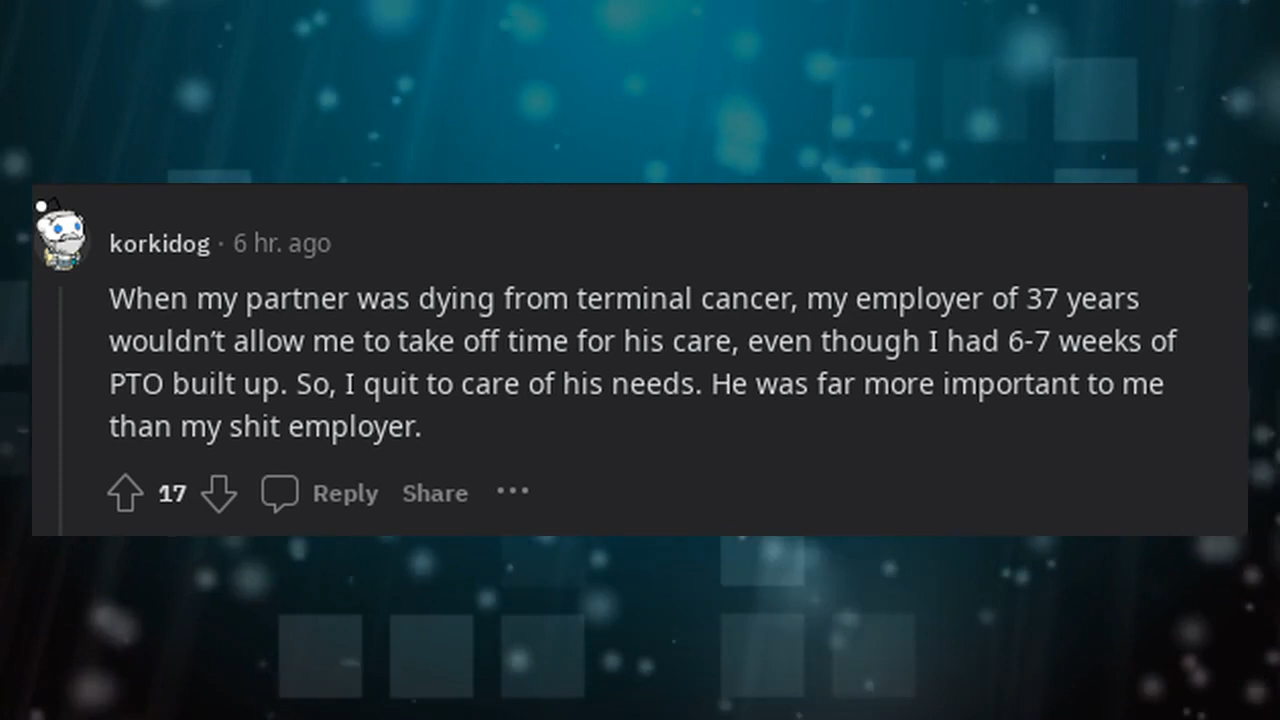 korkidog · 6 hr. ago
When my partner was dying from terminal cancer, my employer of 37 years
wouldn’t allow me to take off time for his care, even though I had 6-7 weeks of
PTO built up. So, I quit to care of his needs. He was far more important to me
than my shit employer.
17 Reply Share ···